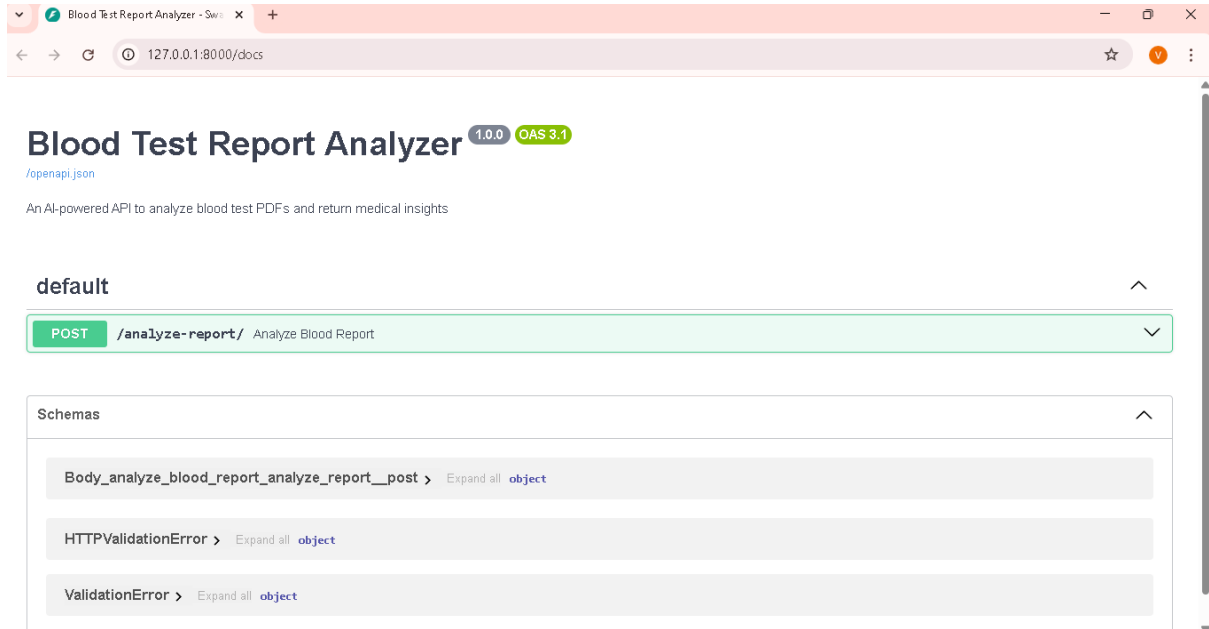 Blood Test Report Analyzer - Swa
127.0.0.1:8000/docs
V
Blood Test Report Analyzer 1.0.0 OAS 3.1
/openapi.json
An AI-powered API to analyze blood test PDFs and return medical insights
default
POST /analyze-report/ Analyze Blood Report
Schemas
Body_analyze_blood_report_analyze_report__post Expand all object
HTTPValidationError Expand all object
ValidationError Expand all object